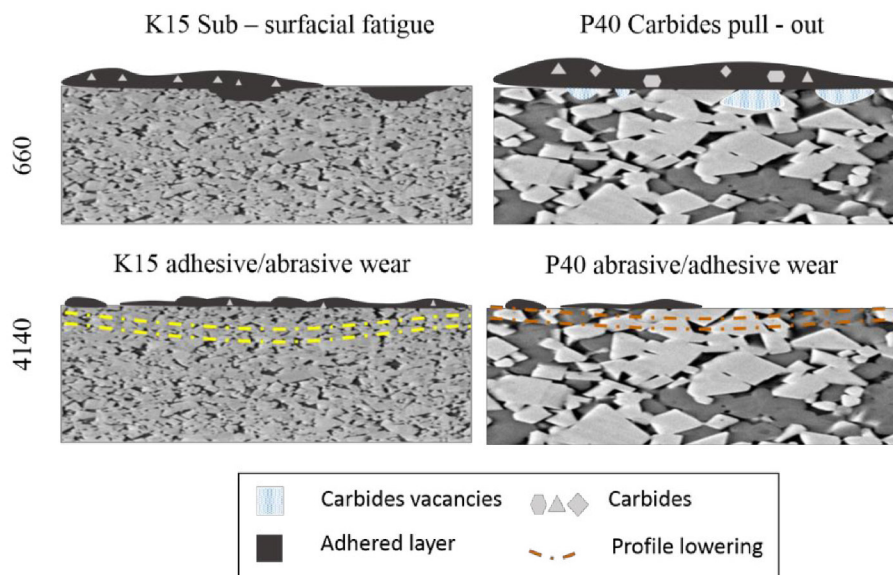 K15 Sub – surfacial fatigue
P40 Carbides pull - out
660
K15 adhesive/abrasive wear
P40 abrasive/adhesive wear
4140
Carbides vacancies
Carbides
Adhered layer
Profile lowering